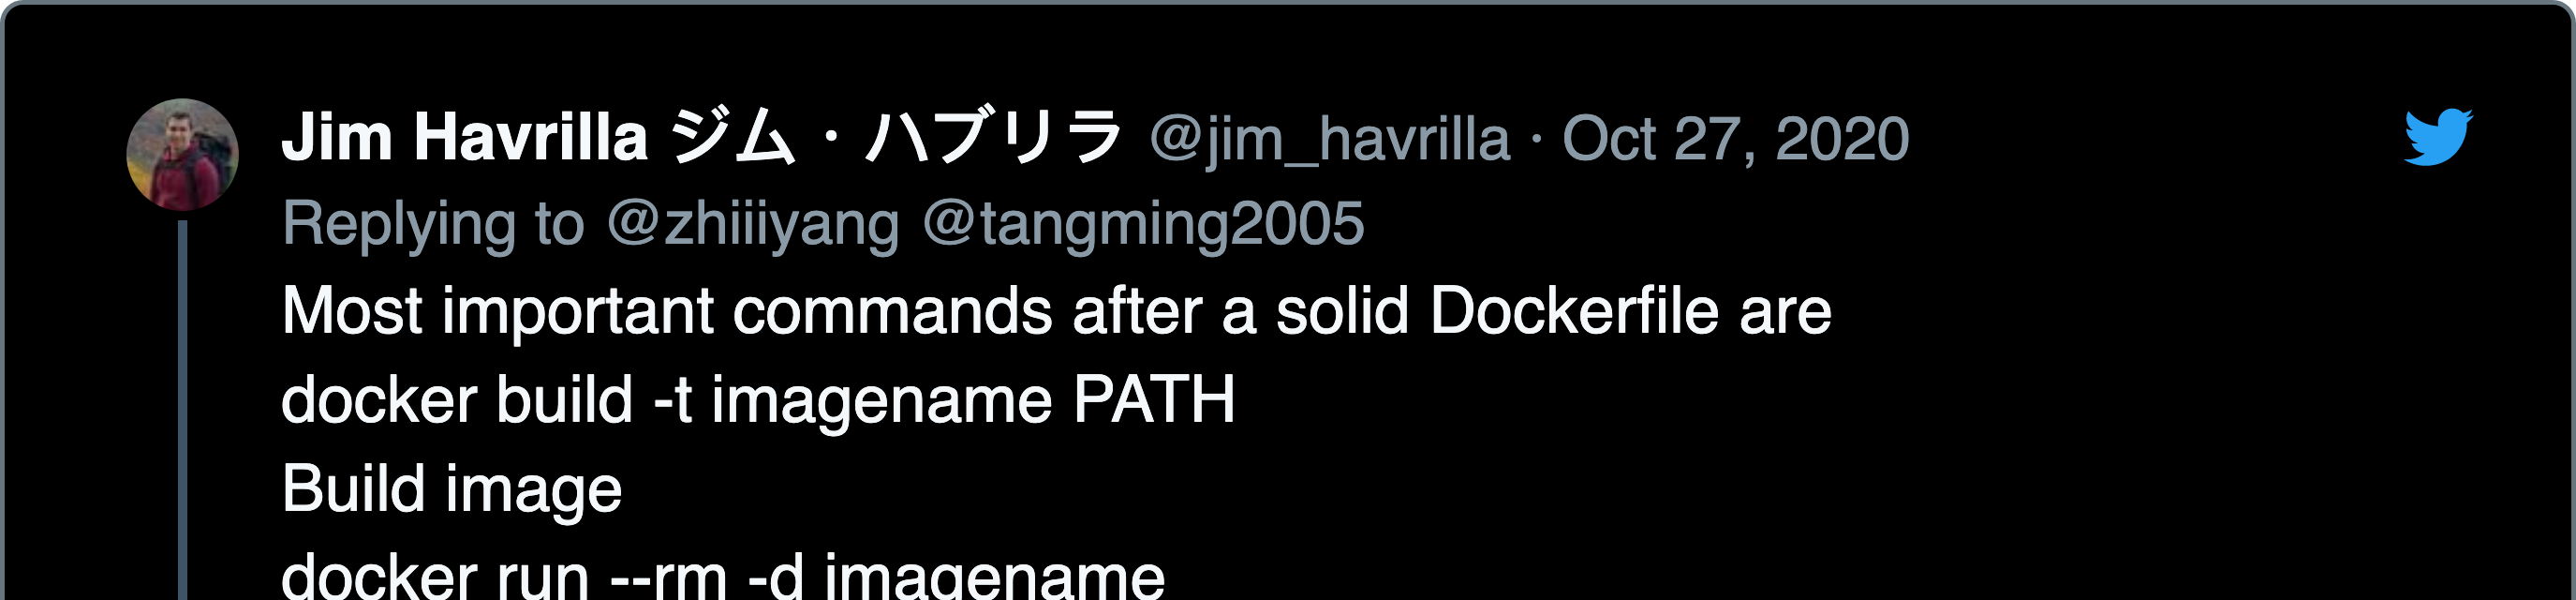 Jim Havrilla ジム・ハブリラ @jim_havrilla · Oct 27, 2020
Replying to @zhiiiyang @tangming2005
Most important commands after a solid Dockerfile are
docker build -t imagename PATH
Build image
docker run --rm -d imagename